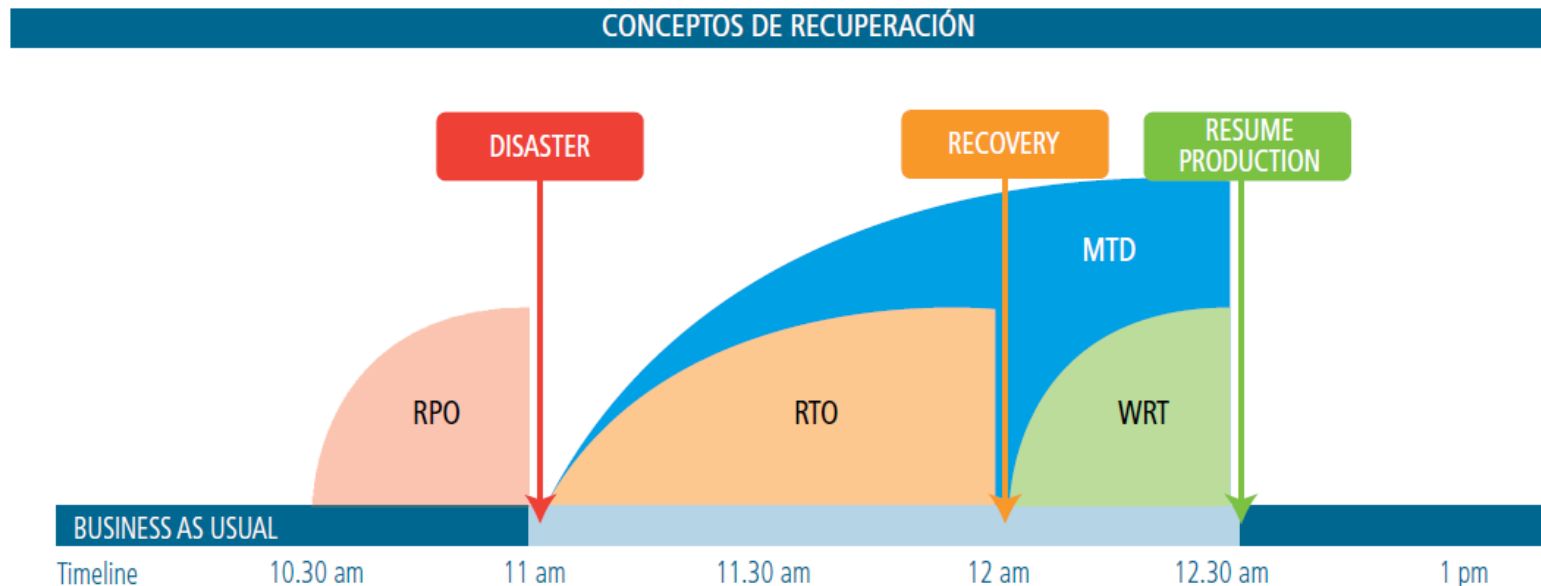 CONCEPTOS DE RECUPERACIÓN
DISASTER
RECOVERY
RESUME
PRODUCTION
MTD
RPO
RTO
WRT
BUSINESS AS USUAL
Timeline 10.30 am 11 am 11.30 am 12 am 12.30 am 1 pm